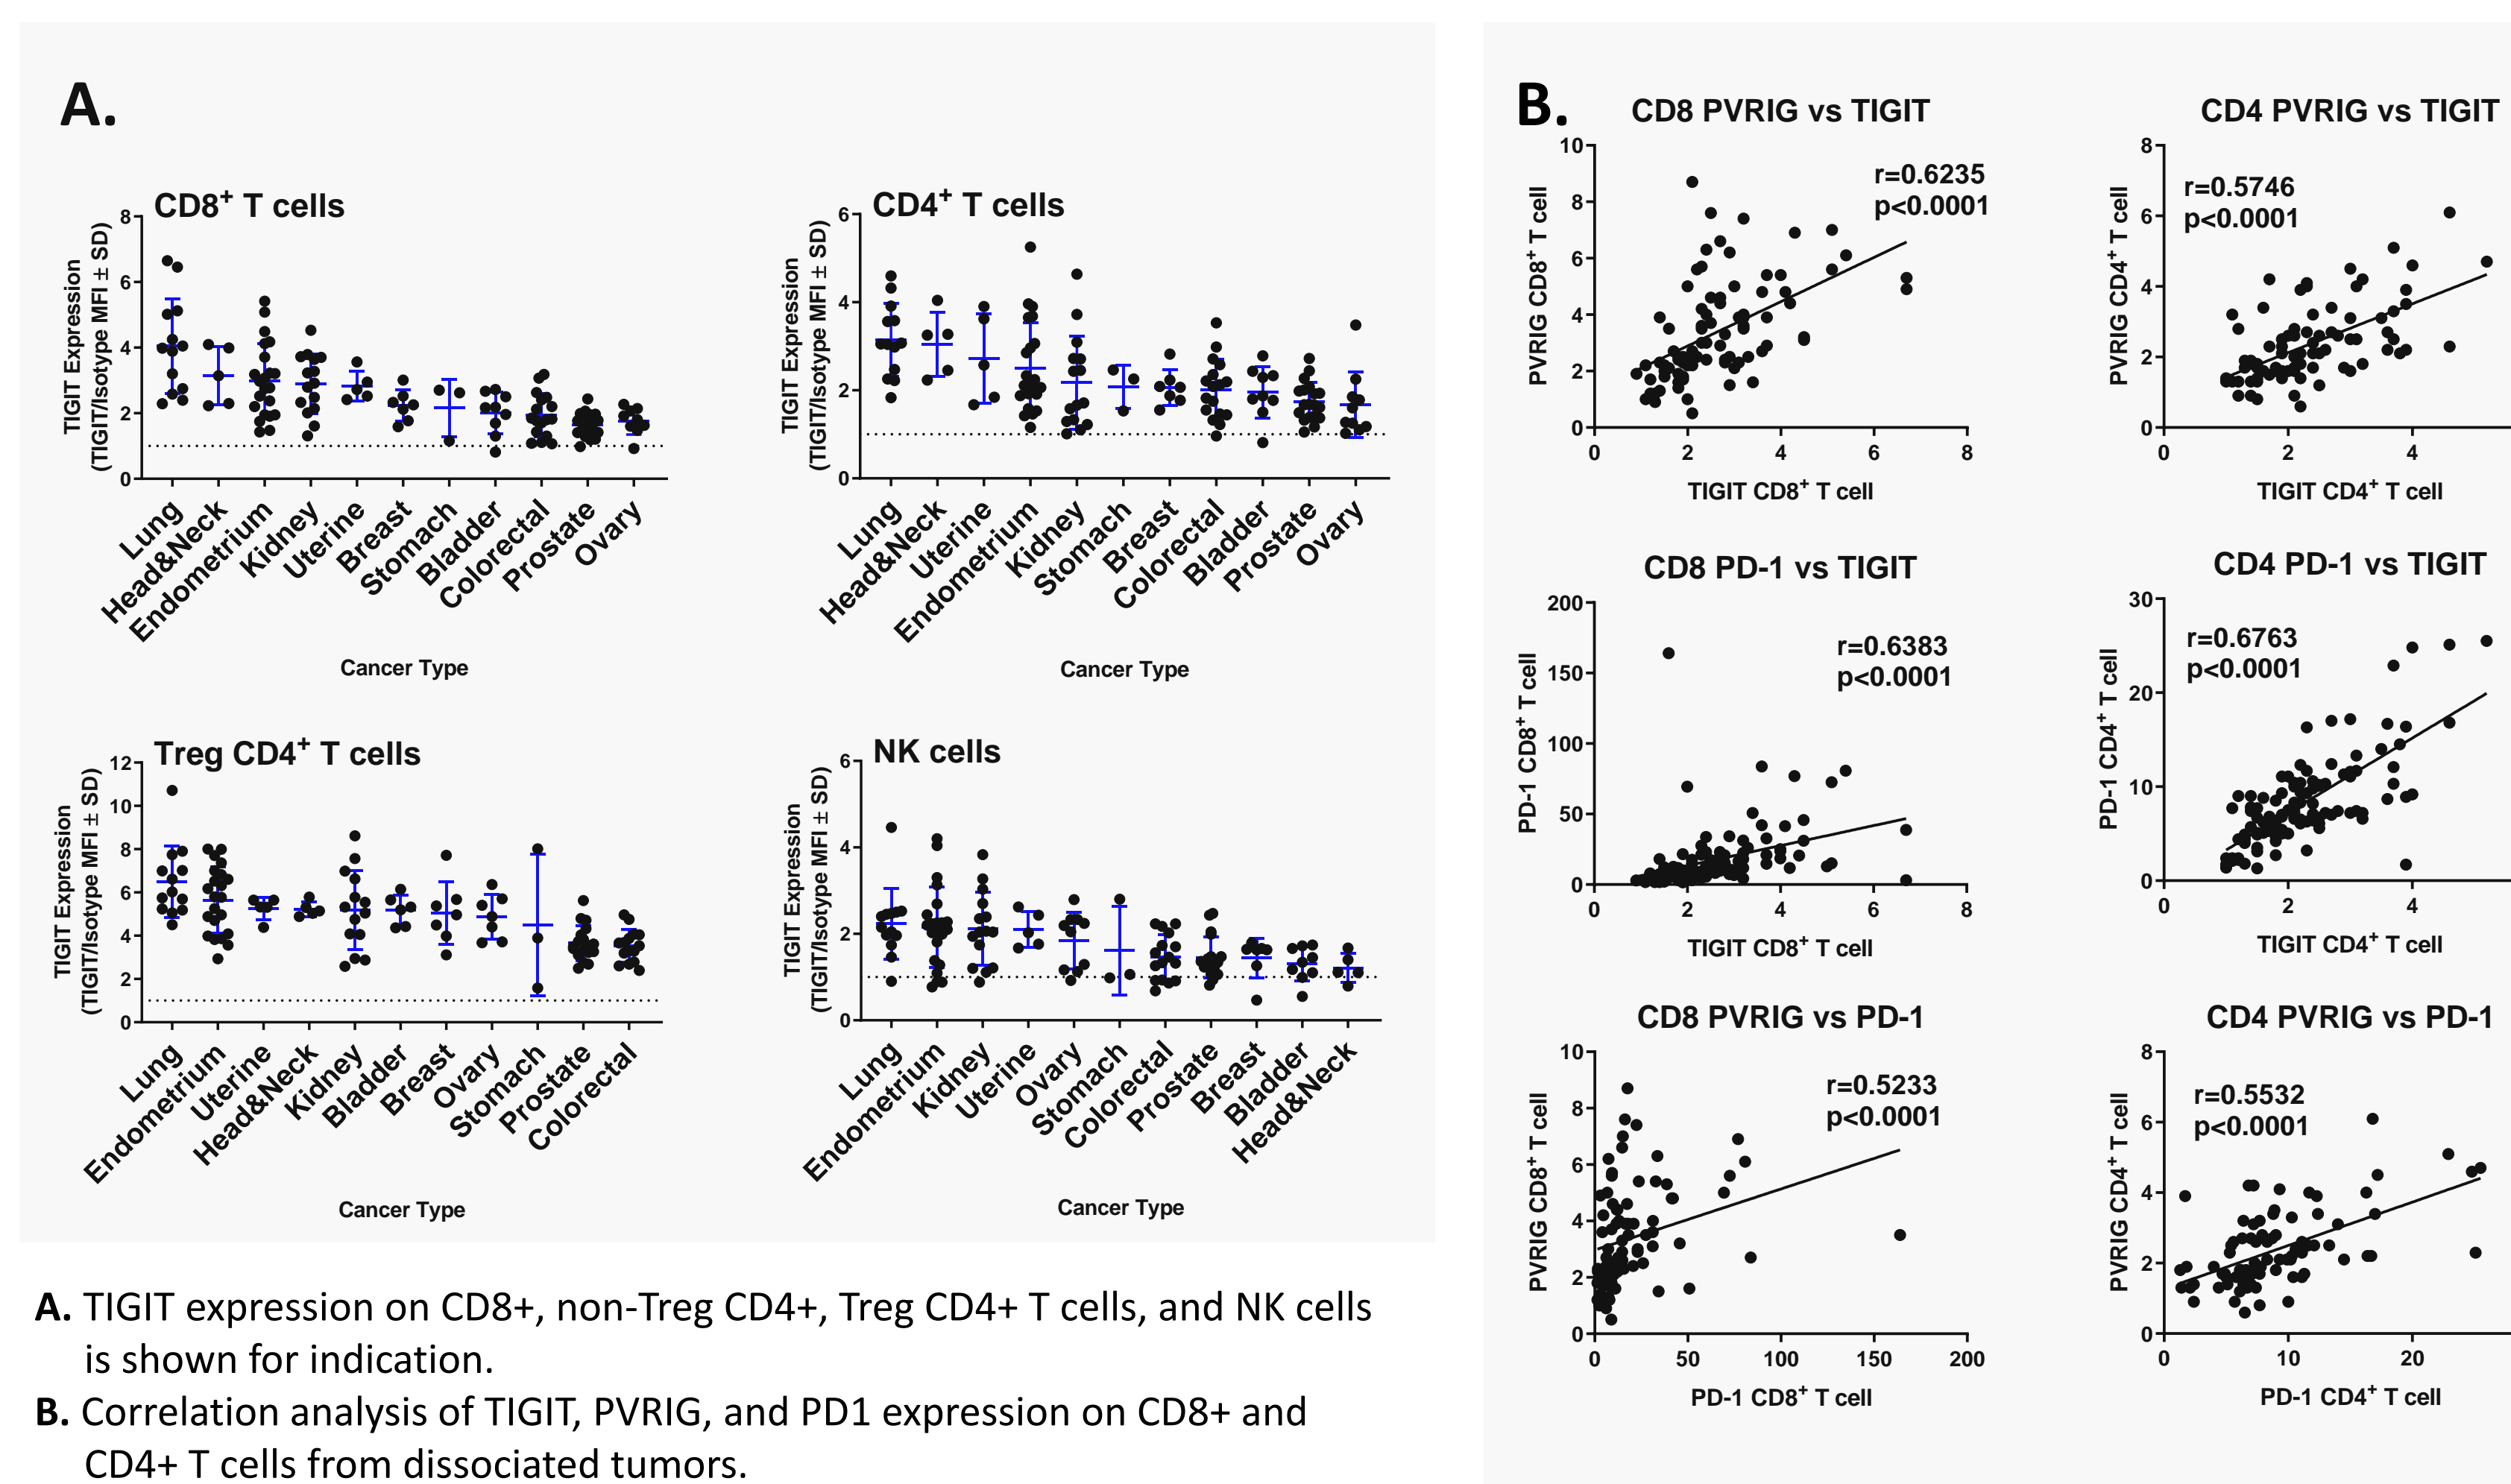 A.
CD8+ T cells
TIGIT Expression
(TIGIT/Isotype MFI ± SD)
8
6
4
2
0
Lung
Head&Neck
Endometrium
Kidney
Uterine
Breast
Stomach
Bladder
Colorectal
Prostate
Ovary
Cancer Type
CD4+ T cells
TIGIT Expression
(TIGIT/Isotype MFI ± SD)
6
4
2
0
Lung
Head&Neck
Uterine
Endometrium
Kidney
Stomach
Breast
Colorectal
Bladder
Prostate
Ovary
Cancer Type
Treg CD4+ T cells
TIGIT Expression
(TIGIT/Isotype MFI ± SD)
12
10
8
6
4
2
0
Lung
Endometrium
Uterine
Head&Neck
Kidney
Bladder
Breast
Ovary
Stomach
Prostate
Colorectal
Cancer Type
NK cells
TIGIT Expression
(TIGIT/Isotype MFI ± SD)
6
4
2
0
Lung
Endometrium
Kidney
Uterine
Ovary
Stomach
Colorectal
Prostate
Breast
Bladder
Head&Neck
Cancer Type
A. TIGIT expression on CD8+, non-Treg CD4+, Treg CD4+ T cells, and NK cells
is shown for indication.
B. Correlation analysis of TIGIT, PVRIG, and PD1 expression on CD8+ and
CD4+ T cells from dissociated tumors.
B.
CD8 PVRIG vs TIGIT
PVRIG CD8+ T cell
10
8
6
4
2
0
r=0.6235
p<0.0001
0 2 4 6 8
TIGIT CD8+ T cell
CD4 PVRIG vs TIGIT
PVRIG CD4+ T cell
8
6
4
2
0
r=0.5746
p<0.0001
0 2 4
TIGIT CD4+ T cell
CD8 PD-1 vs TIGIT
PD-1 CD8+ T cell
200
150
100
50
0
r=0.6383
p<0.0001
0 2 4 6 8
TIGIT CD8+ T cell
CD4 PD-1 vs TIGIT
PD-1 CD4+ T cell
30
20
10
0
r=0.6763
p<0.0001
0 2 4
TIGIT CD4+ T cell
CD8 PVRIG vs PD-1
PVRIG CD8+ T cell
10
8
6
4
2
0
r=0.5233
p<0.0001
0 50 100 150 200
PD-1 CD8+ T cell
CD4 PVRIG vs PD-1
PVRIG CD4+ T cell
8
6
4
2
0
r=0.5532
p<0.0001
0 10 20
PD-1 CD4+ T cell